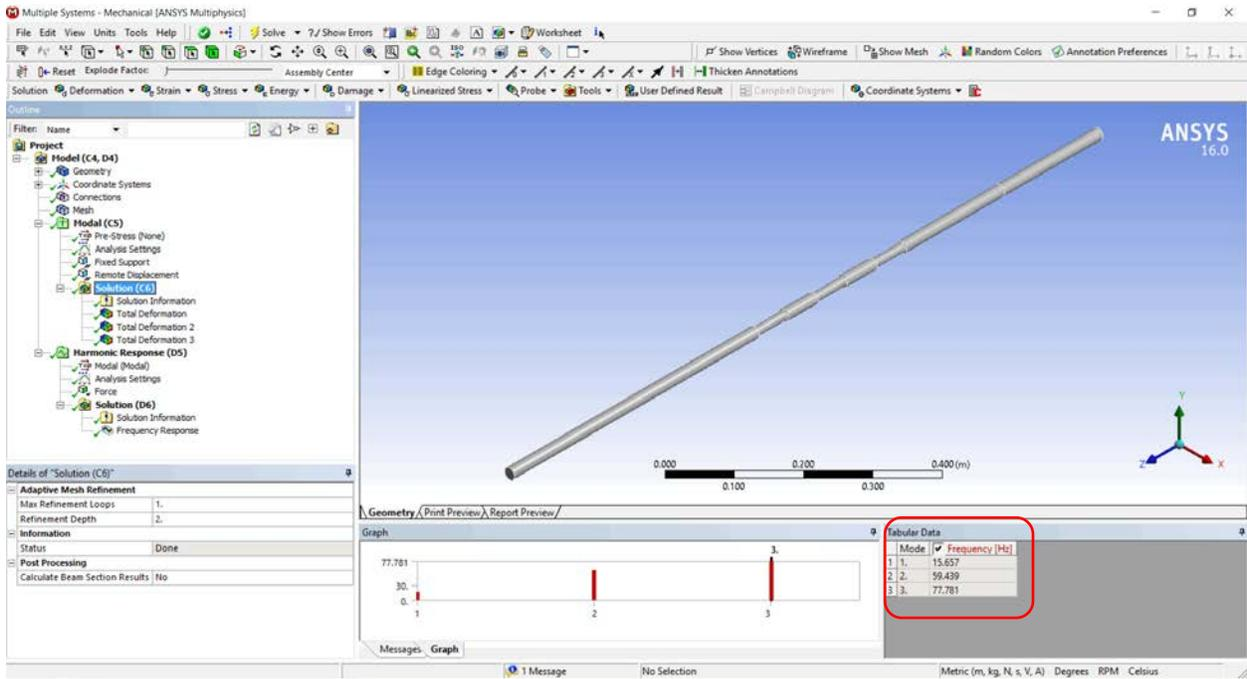 Multiple Systems - Mechanical [ANSYS Multiphysics]
File Edit View Units Tools Help Solve ?/ Show Errors Worksheet
Show Vertices Wireframe Show Mesh Random Colors Annotation Preferences
Reset Explode Factor: Assembly Center Edge Coloring Thicken Annotations
Solution Deformation Strain Stress Energy Damage Linearized Stress Probe Tools User Defined Result Campbell Diagram Coordinate Systems
Outline
Filter: Name
Project
Model (C4, D4)
Geometry
Coordinate Systems
Connections
Mesh
Modal (C5)
Pre-Stress (None)
Analysis Settings
Fixed Support
Remote Displacement
Solution (C6)
Solution Information
Total Deformation
Total Deformation 2
Total Deformation 3
Harmonic Response (D5)
Modal (Modal)
Analysis Settings
Force
Solution (D6)
Solution Information
Frequency Response
ANSYS
16.0
Y
Z
X
0.000 0.200 0.400 (m)
0.100 0.300
Geometry Print Preview Report Preview
Details of "Solution (C6)"
Adaptive Mesh Refinement
Max Refinement Loops 1.
Refinement Depth 2.
Information
Status Done
Post Processing
Calculate Beam Section Results No
Graph
3.
77.781
30.
0.
1 2 3
Messages Graph
Tabular Data
Mode Frequency [Hz]
1 1. 15.657
2 2. 59.439
3 3. 77.781
1 Message No Selection Metric (m, kg, N, s, V, A) Degrees RPM Celsius